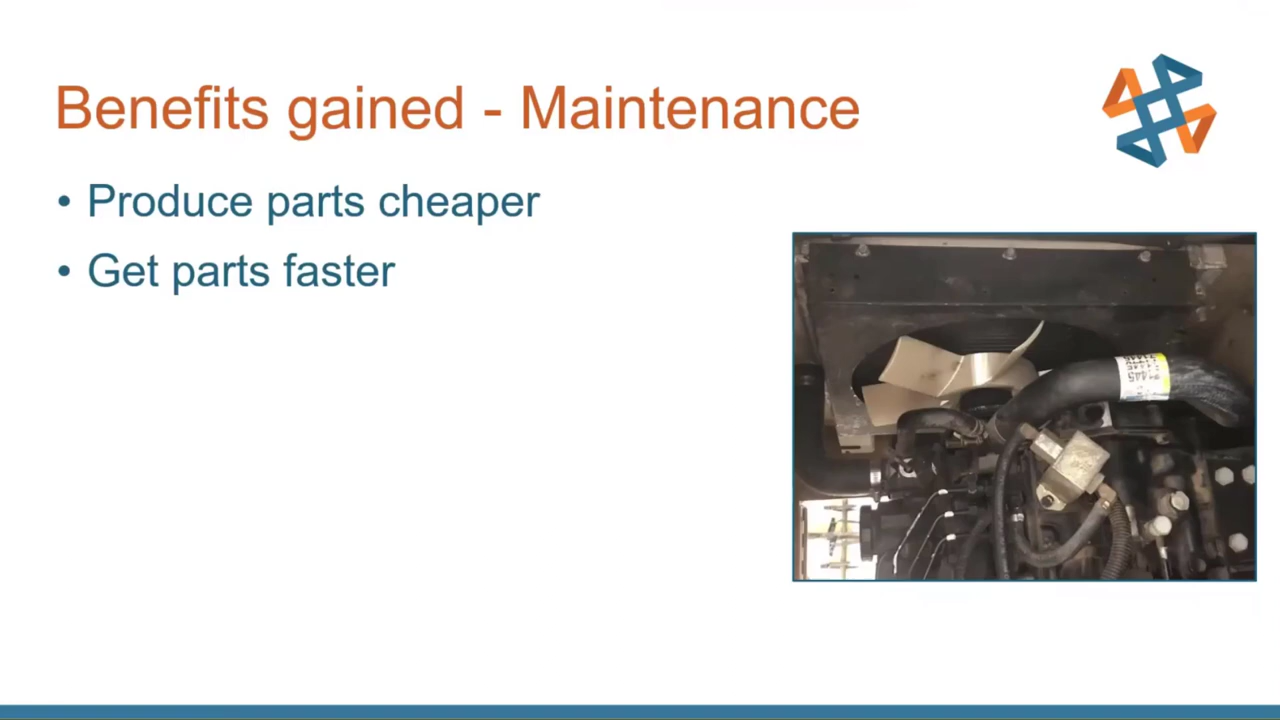 Benefits gained - Maintenance
• Produce parts cheaper
• Get parts faster